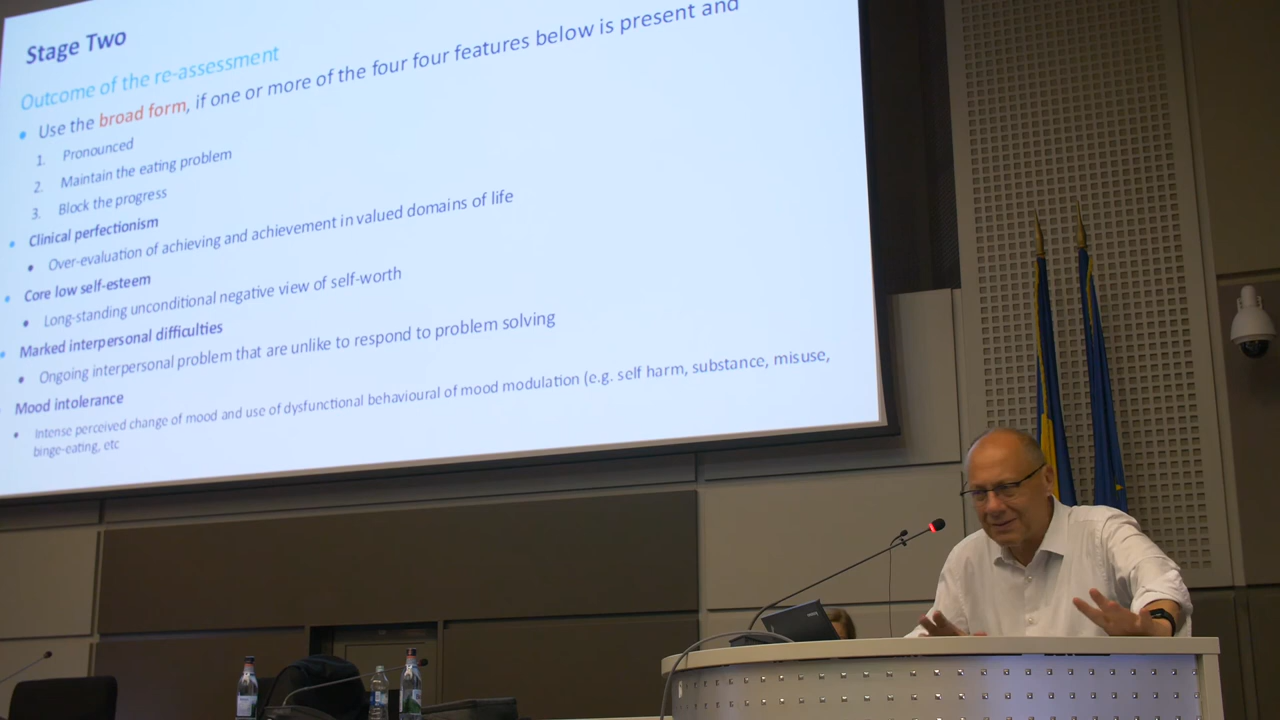 Stage Two
Outcome of the re-assessment
• Use the broad form, if one or more of the four four features below is present and
1. Pronounced
2. Maintain the eating problem
3. Block the progress
• Clinical perfectionism
• Over-evaluation of achieving and achievement in valued domains of life
• Core low self-esteem
• Long-standing unconditional negative view of self-worth
• Marked interpersonal difficulties
• Ongoing interpersonal problem that are unlike to respond to problem solving
• Mood intolerance
• Intense perceived change of mood and use of dysfunctional behavioural of mood modulation (e.g. self harm, substance, misuse,
binge-eating, etc